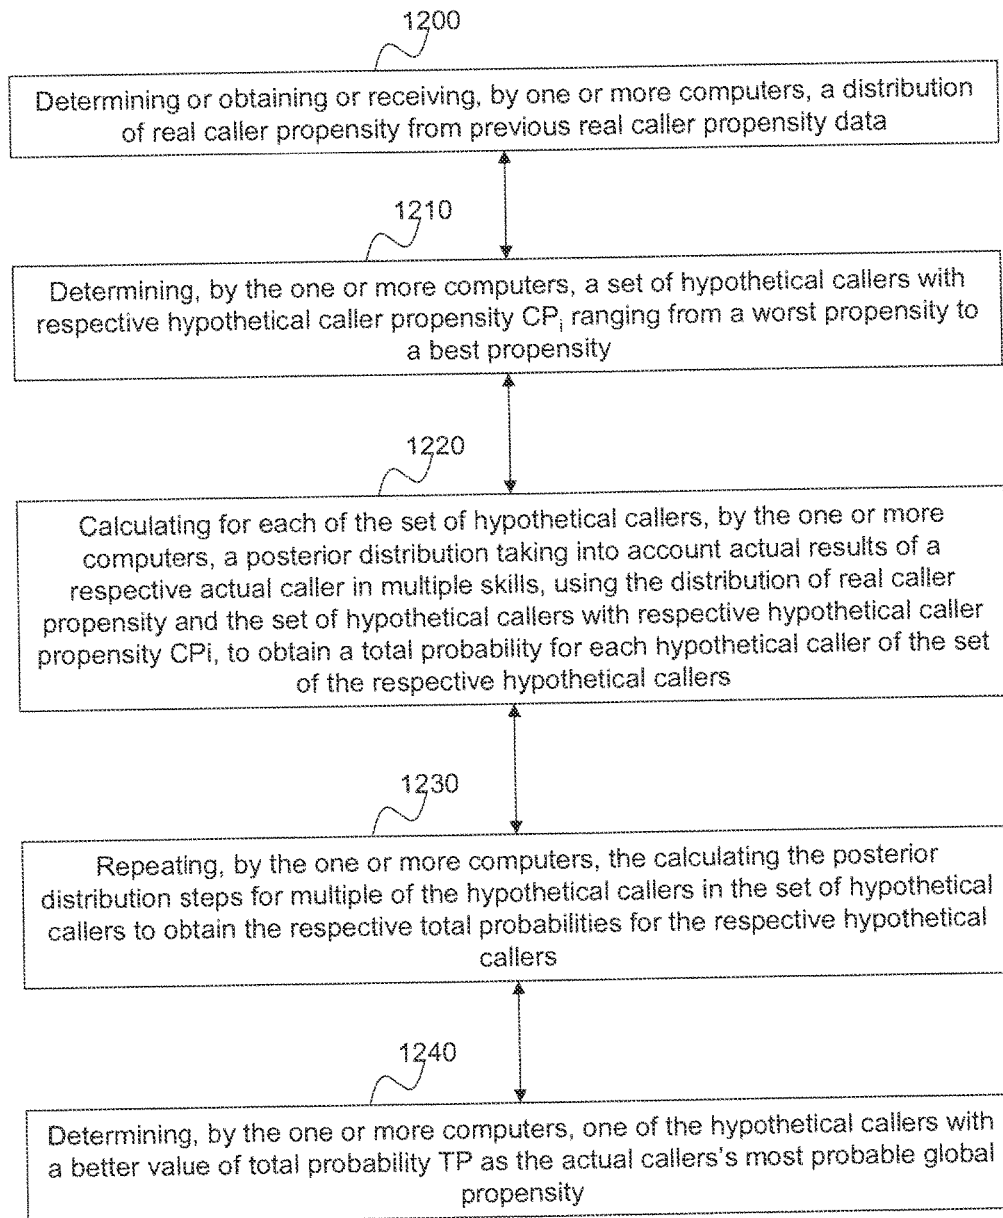 1200
Determining or obtaining or receiving, by one or more computers, a distribution
of real caller propensity from previous real caller propensity data
1210
Determining, by the one or more computers, a set of hypothetical callers with
respective hypothetical caller propensity CPi ranging from a worst propensity to
a best propensity
1220
Calculating for each of the set of hypothetical callers, by the one or more
computers, a posterior distribution taking into account actual results of a
respective actual caller in multiple skills, using the distribution of real caller
propensity and the set of hypothetical callers with respective hypothetical caller
propensity CPi, to obtain a total probability for each hypothetical caller of the set
of the respective hypothetical callers
1230
Repeating, by the one or more computers, the calculating the posterior
distribution steps for multiple of the hypothetical callers in the set of hypothetical
callers to obtain the respective total probabilities for the respective hypothetical
callers
1240
Determining, by the one or more computers, one of the hypothetical callers with
a better value of total probability TP as the actual callers's most probable global
propensity